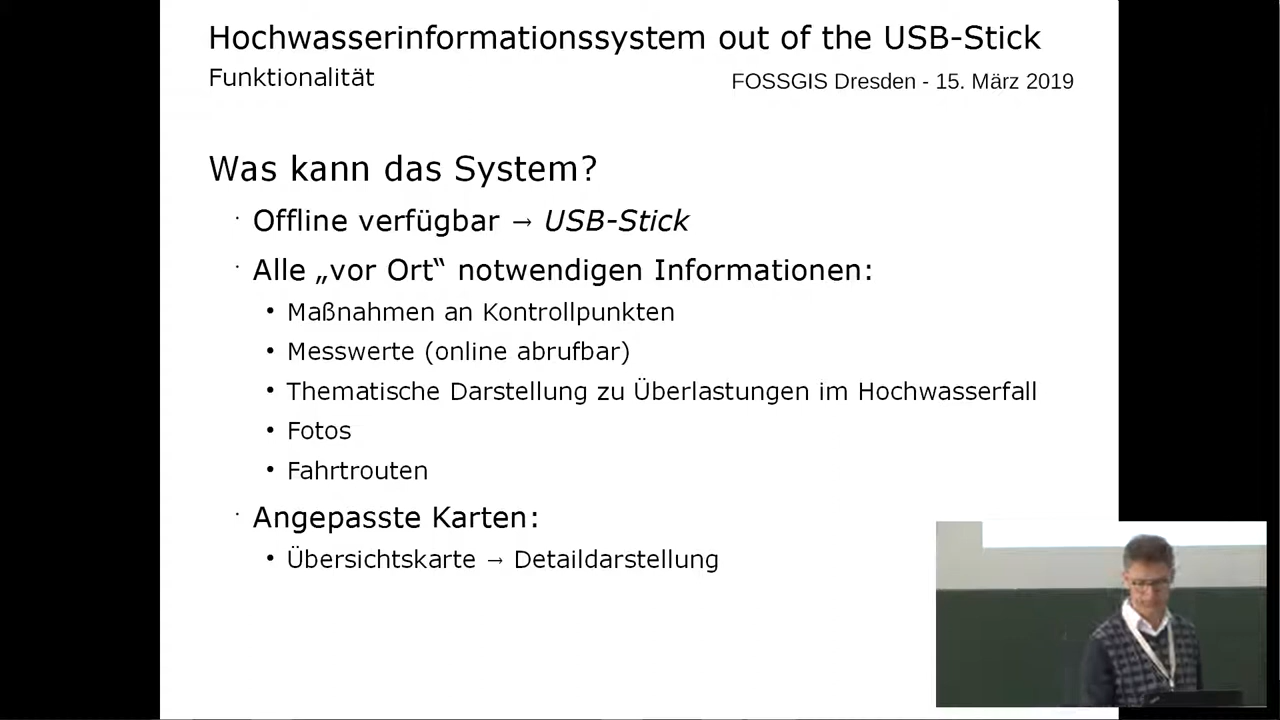 Hochwasserinformationssystem out of the USB-Stick
Funktionalität
FOSSGIS Dresden - 15. März 2019
Was kann das System?
· Offline verfügbar → USB-Stick
· Alle „vor Ort“ notwendigen Informationen:
• Maßnahmen an Kontrollpunkten
• Messwerte (online abrufbar)
• Thematische Darstellung zu Überlastungen im Hochwasserfall
• Fotos
• Fahrtrouten
· Angepasste Karten:
• Übersichtskarte → Detaildarstellung